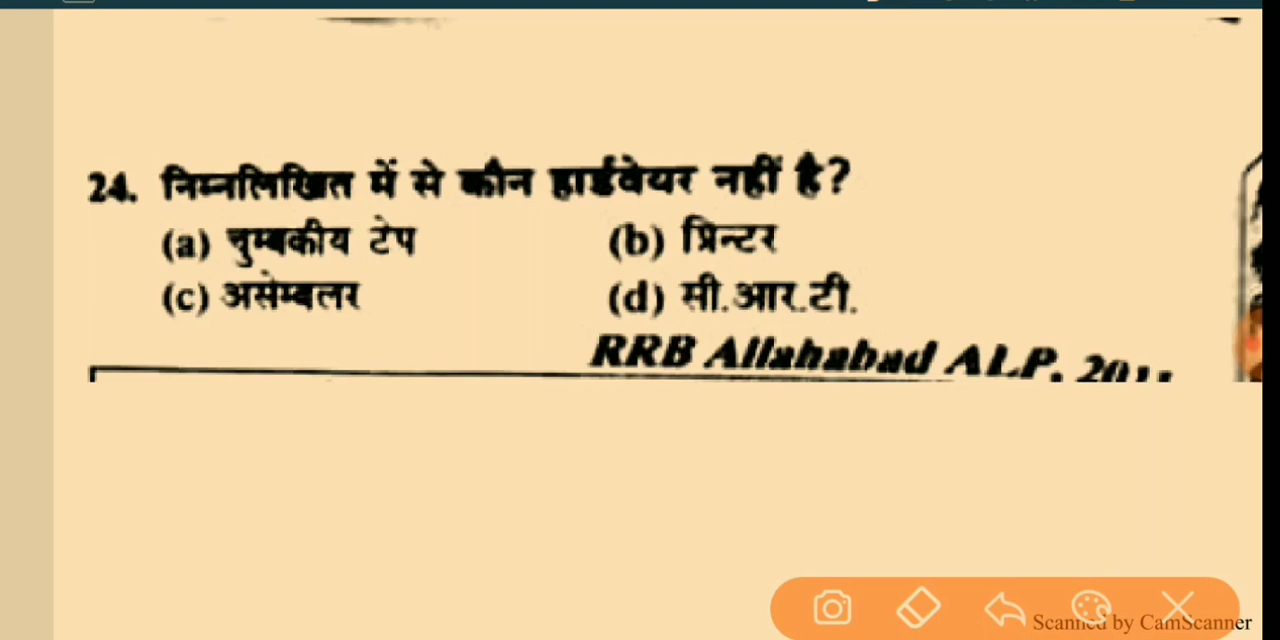 24. निम्नलिखित में से कौन हार्डवेयर नहीं है?
(a) चुम्बकीय टेप (b) प्रिन्टर
(c) असेम्बलर (d) सी.आर.टी.
RRB Allahabad ALP.
Scanned by CamScanner